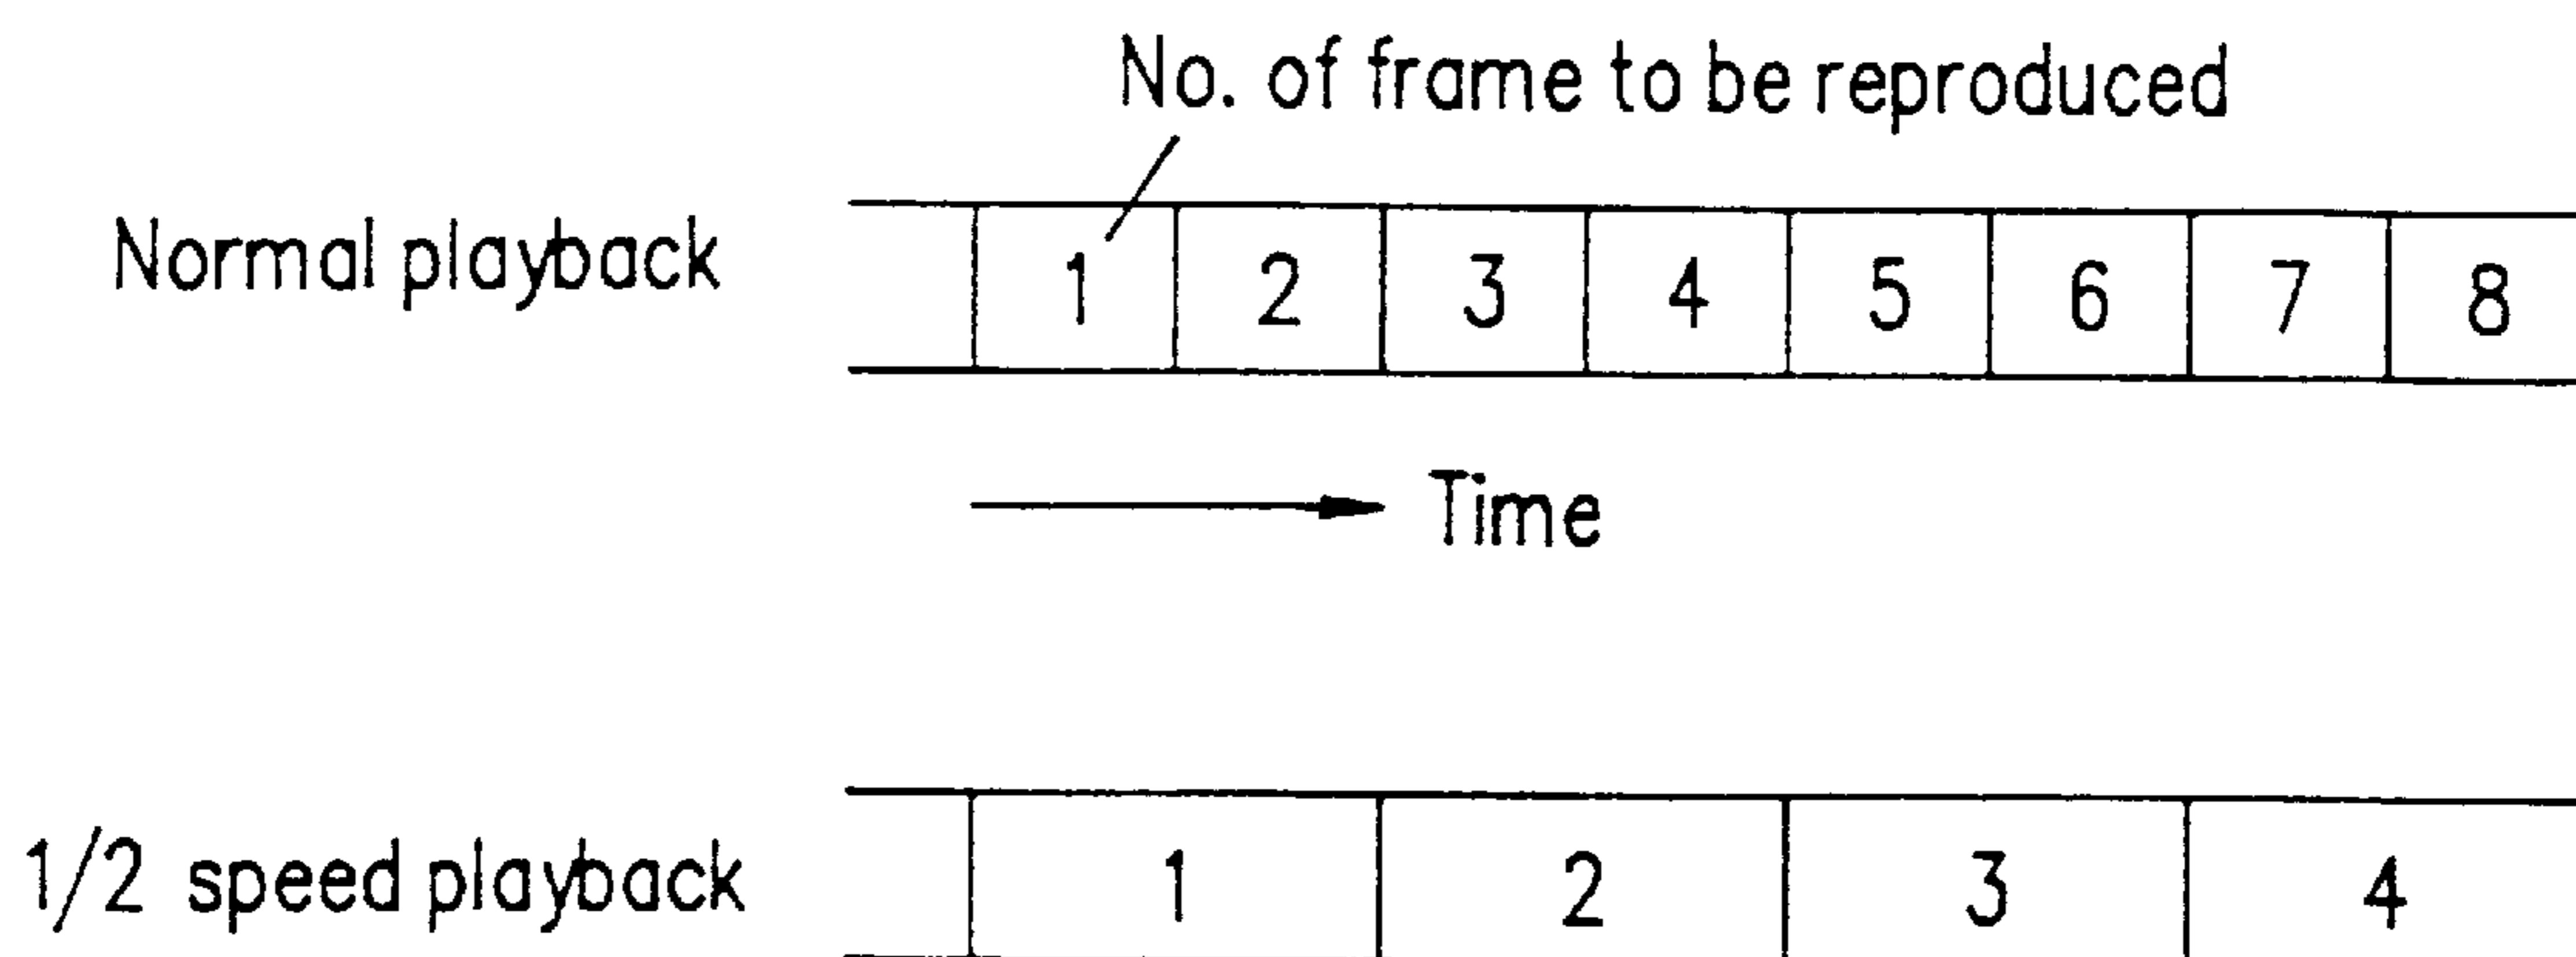 No. of frame to be reproduced
Normal playback 1 2 3 4 5 6 7 8
Time
1/2 speed playback 1 2 3 4